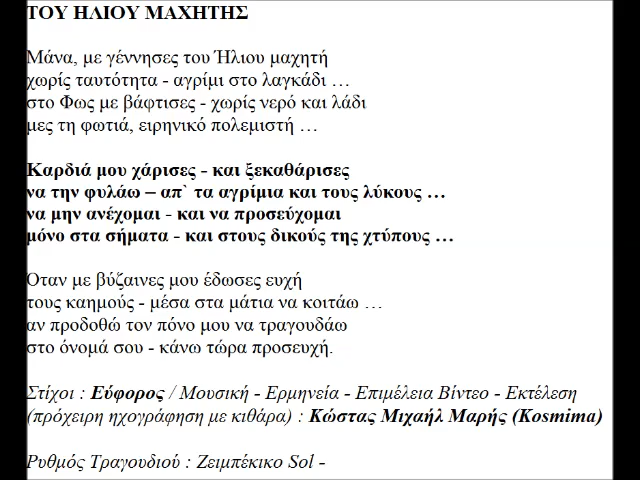 ΤΟΥ ΗΛΙΟΥ ΜΑΧΗΤΗΣ
Μάνα, με γέννησες του Ήλιου μαχητή
χωρίς ταυτότητα - αγρίμι στο λαγκάδι …
στο Φως με βάφτισες - χωρίς νερό και λάδι
μες τη φωτιά, ειρηνικό πολεμιστή …
Καρδιά μου χάρισες - και ξεκαθάρισες
να την φυλάω – απ` τα αγρίμια και τους λύκους …
να μην ανέχομαι - και να προσεύχομαι
μόνο στα σήματα - και στους δικούς της χτύπους …
Όταν με βύζαινες μου έδωσες ευχή
τους καημούς - μέσα στα μάτια να κοιτάω …
αν προδοθώ τον πόνο μου να τραγουδάω
στο όνομά σου - κάνω τώρα προσευχή.
Στίχοι : Εύφορος / Μουσική - Ερμηνεία - Επιμέλεια Βίντεο - Εκτέλεση
(πρόχειρη ηχογράφηση με κιθάρα) : Κώστας Μιχαήλ Μαρής (Kosmima)
Ρυθμός Τραγουδιού : Ζειμπέκικο Sol -